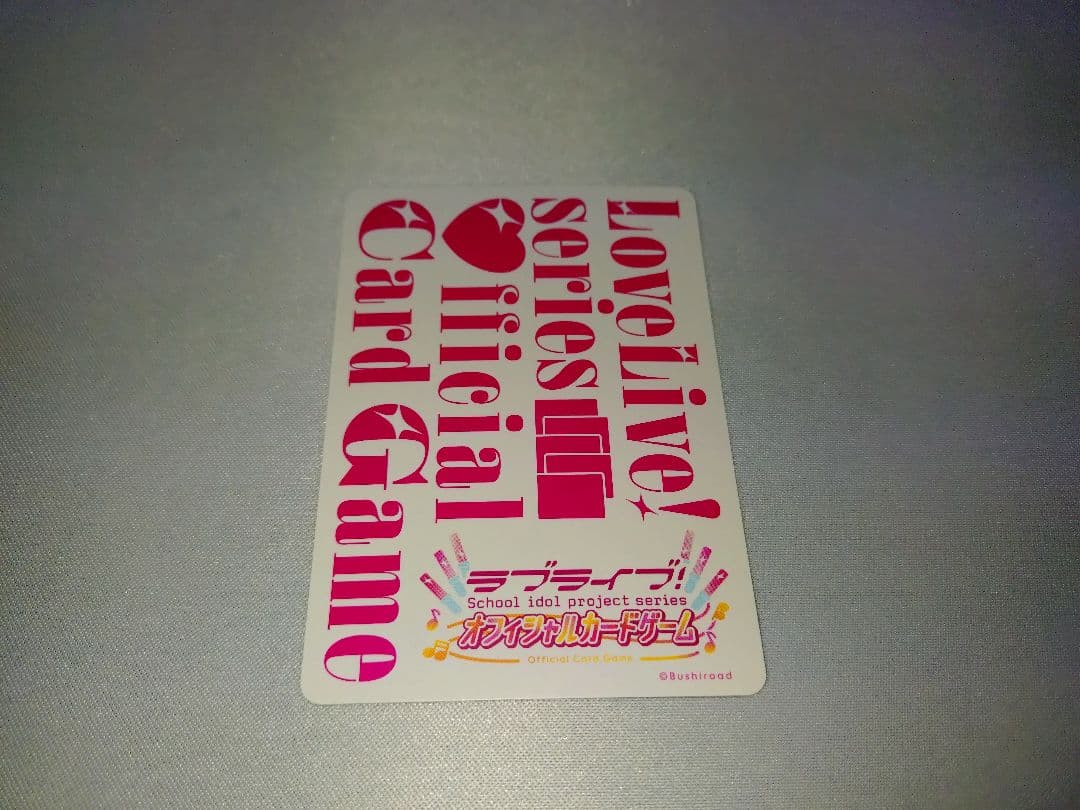 LoveLive!
series
Official
Card Game
ラブライブ!
School idol project series
オフィシャルカードゲーム
Official Card Game
©Bushiroad